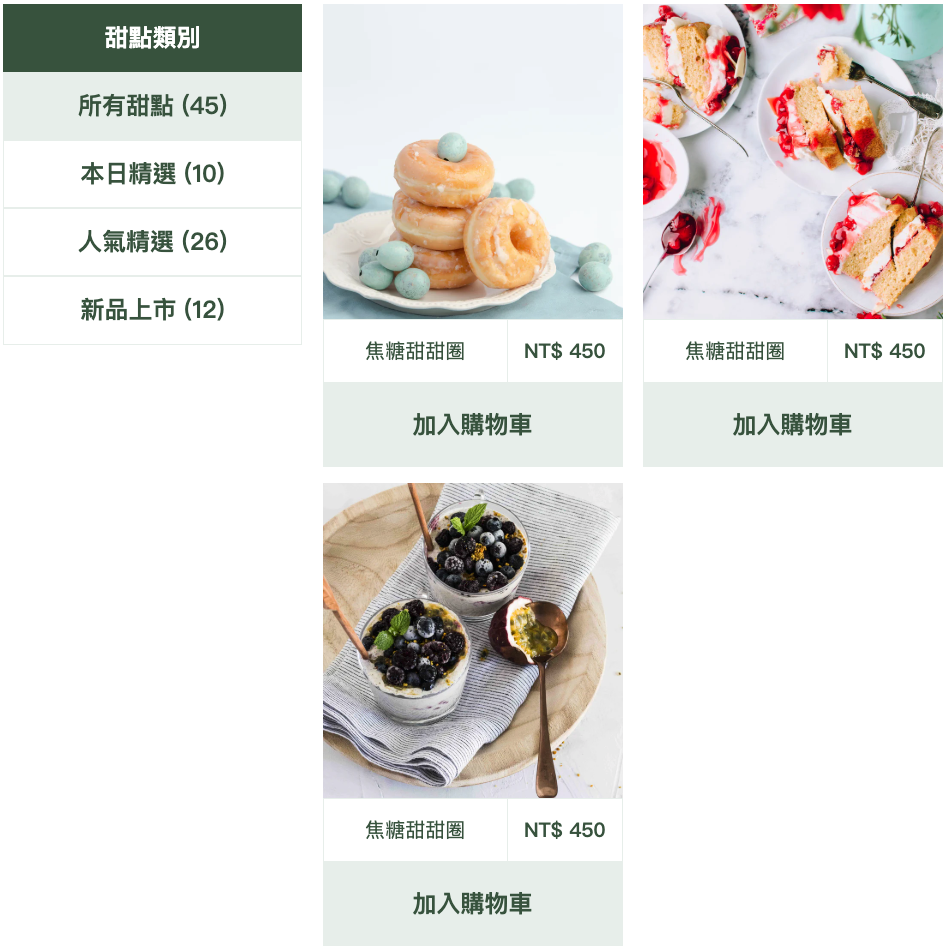 甜點類別
所有甜點 (45)
本日精選 (10)
人氣精選 (26)
新品上市 (12)
焦糖甜甜圈 NT$ 450
加入購物車
焦糖甜甜圈 NT$ 450
加入購物車
焦糖甜甜圈 NT$ 450
加入購物車